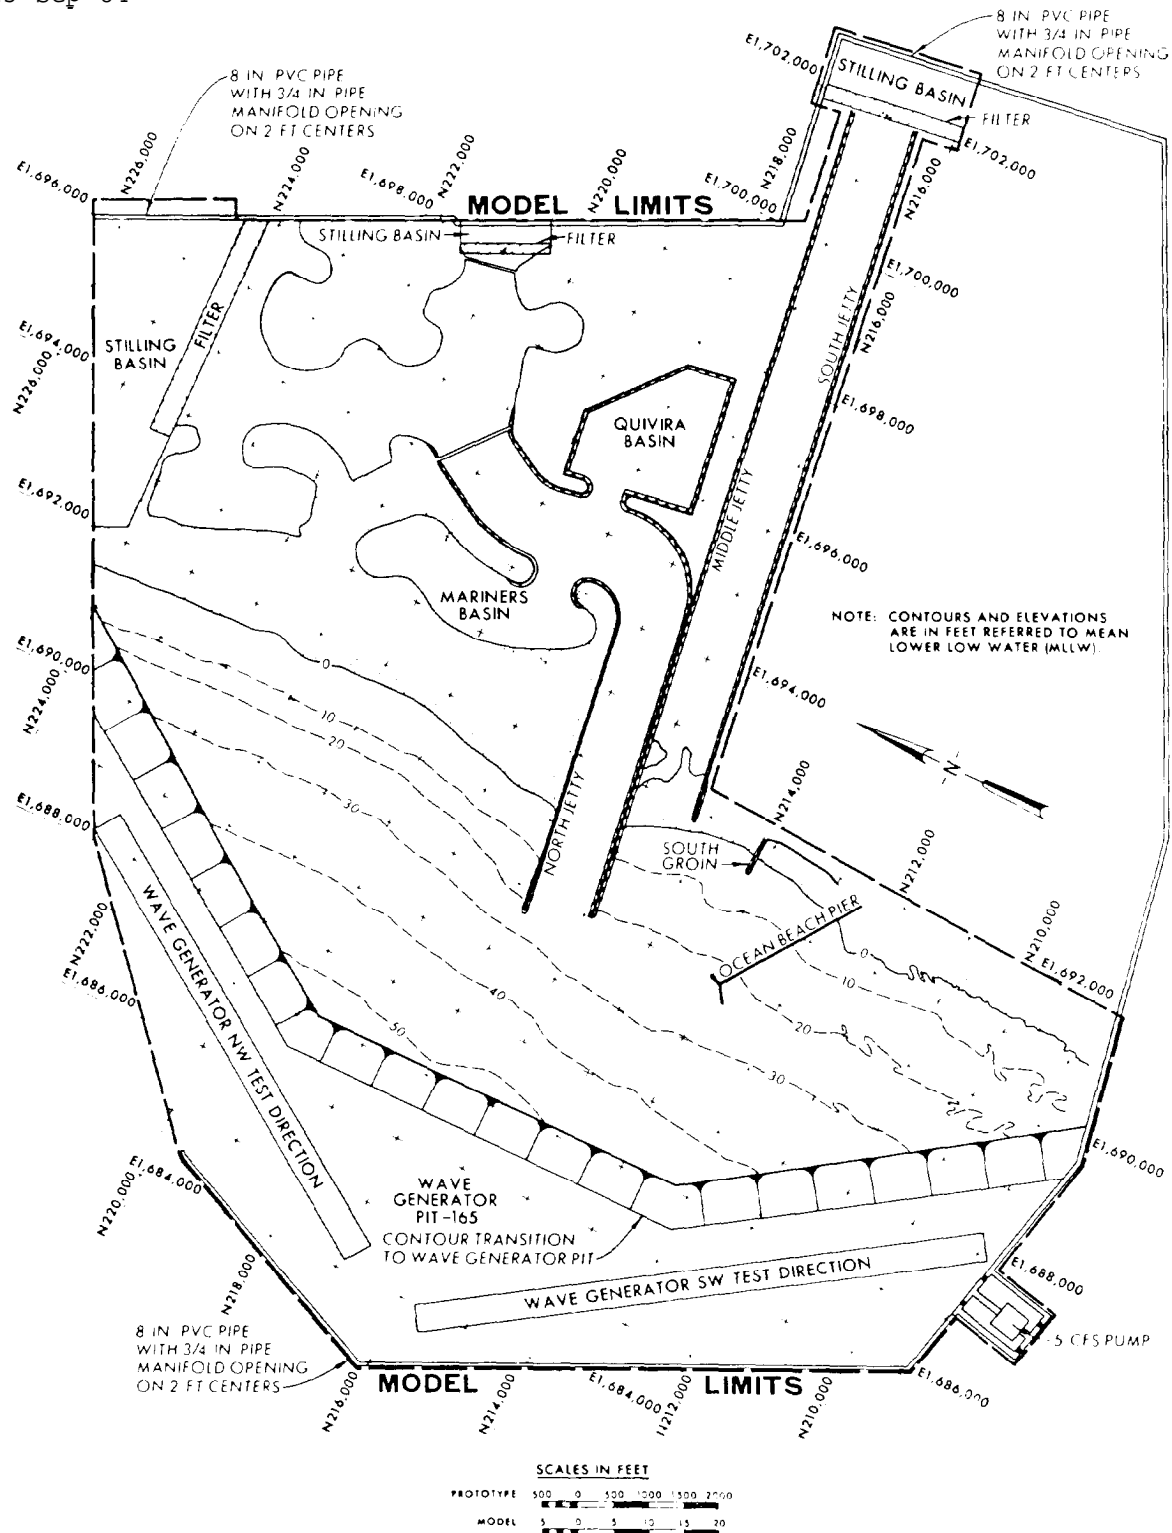 8 IN PVC PIPE
WITH 3/4 IN PIPE
MANIFOLD OPENING
ON 2 FT CENTERS
E1,702,000
STILLING BASIN
FILTER
E1,702,000
8 IN PVC PIPE
WITH 3/4 IN PIPE
MANIFOLD OPENING
ON 2 FT CENTERS
E1,696,000
N226,000
N224,000
E1,698,000
N222,000
MODEL LIMITS
N220,000
E1,700,000
N218,000
N216,000
STILLING BASIN
FILTER
E1,700,000
N216,000
SOUTH JETTY
E1,694,000
N226,000
STILLING
BASIN
FILTER
QUIVIRA
BASIN
E1,698,000
E1,692,000
MIDDLE JETTY
E1,696,000
MARINERS
BASIN
NOTE: CONTOURS AND ELEVATIONS
ARE IN FEET REFERRED TO MEAN
LOWER LOW WATER (MLLW).
E1,690,000
N224,000
0
10
20
30
E1,694,000
N
E1,688,000
NORTH JETTY
SOUTH
GROIN
N214,000
N212,000
N210,000
E1,692,000
OCEAN BEACH PIER
0
10
20
30
40
50
N222,000
E1,686,000
WAVE GENERATOR NW TEST DIRECTION
E1,684,000
N220,000
WAVE
GENERATOR
PIT -165
CONTOUR TRANSITION
TO WAVE GENERATOR PIT
E1,690,000
N218,000
WAVE GENERATOR SW TEST DIRECTION
E1,688,000
5 CFS PUMP
8 IN PVC PIPE
WITH 3/4 IN PIPE
MANIFOLD OPENING
ON 2 FT CENTERS
N216,000
MODEL LIMITS
N214,000
E1,684,000
N212,000
N210,000
E1,686,000
SCALES IN FEET
PROTOTYPE 500 0 500 1000 1500 2000
MODEL 5 0 5 10 15 20